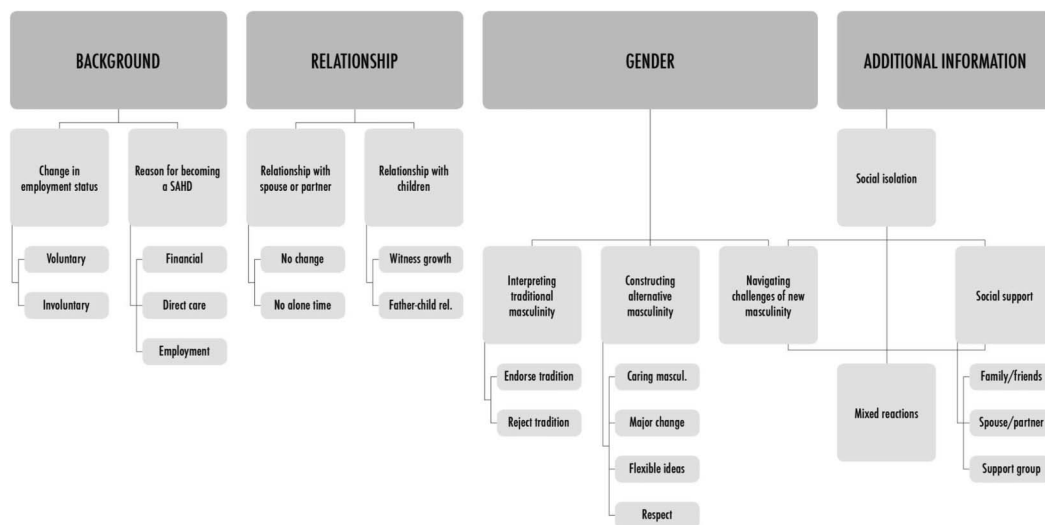 BACKGROUND
RELATIONSHIP
GENDER
ADDITIONAL INFORMATION
Change in
employment status
Reason for becoming
a SAHD
Relationship with
spouse or partner
Relationship with
children
Social isolation
Voluntary
Involuntary
Financial
Direct care
Employment
No change
No alone time
Witness growth
Father-child rel.
Interpreting
traditional
masculinity
Constructing
alternative
masculinity
Navigating
challenges of new
masculinity
Social support
Endorse tradition
Reject tradition
Caring mascul.
Major change
Flexible ideas
Respect
Mixed reactions
Family/friends
Spouse/partner
Support group